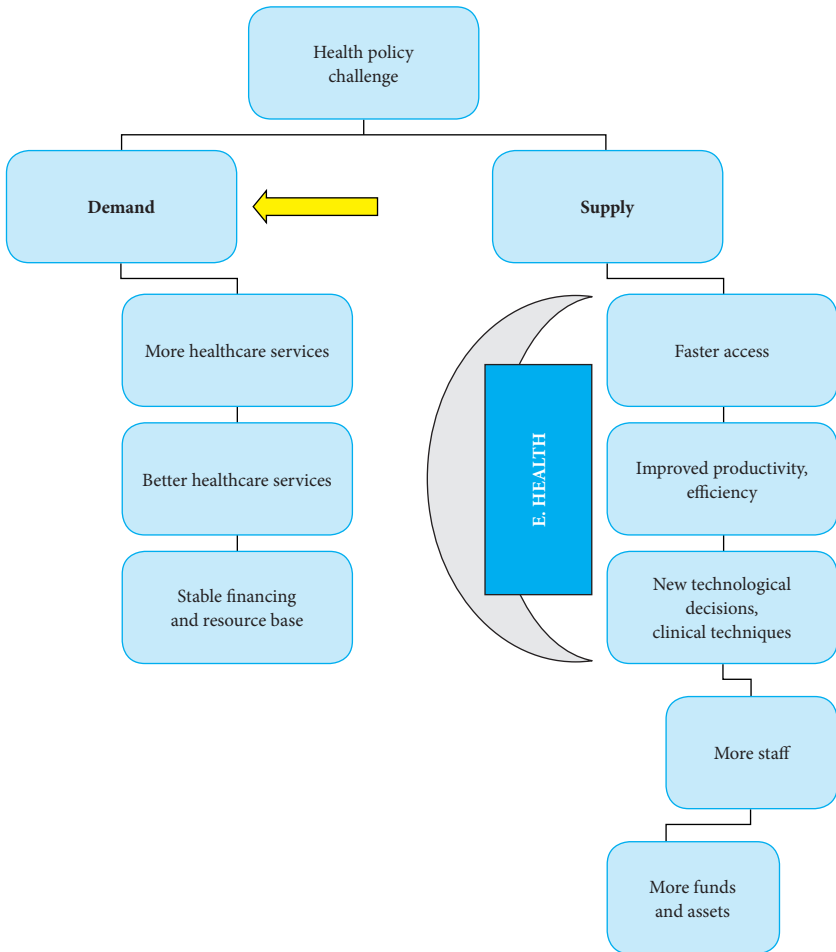 Health policy
challenge
Demand
Supply
More healthcare services
Better healthcare services
Stable financing
and resource base
E. HEALTH
Faster access
Improved productivity,
efficiency
New technological
decisions,
clinical techniques
More staff
More funds
and assets